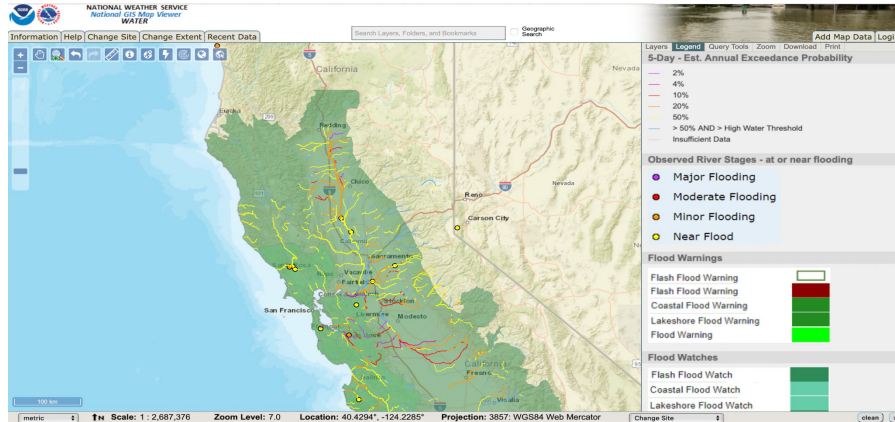 NATIONAL WEATHER SERVICE
National GIS Map Viewer
WATER
Information Help Change Site Change Extent Recent Data
Search Layers, Folders, and Bookmarks
Geographic
Search
Add Map Data Logi
Layers Legend Query Tools Zoom Download Print
5-Day - Est. Annual Exceedance Probability
2%
4%
10%
20%
50%
> 50% AND > High Water Threshold
Insufficient Data
Observed River Stages - at or near flooding
Major Flooding
Moderate Flooding
Minor Flooding
Near Flood
Flood Warnings
Flash Flood Warning
Flash Flood Warning
Coastal Flood Warning
Lakeshore Flood Warning
Flood Warning
Flood Watches
Flash Flood Watch
Coastal Flood Watch
Lakeshore Flood Watch
California
Nevada
Eureka
Redding
Chico
Reno
Nevada
Carson City
Sacramento
Vacaville
Fairfield
Stockton
San Francisco
Livermore
Modesto
California
Fresno
Salinas
Visalia
100 km
metric
N Scale: 1 : 2,687,376 Zoom Level: 7.0 Location: 40.4294°, -124.2285° Projection: 3857: WGS84 Web Mercator
Change Site
clean